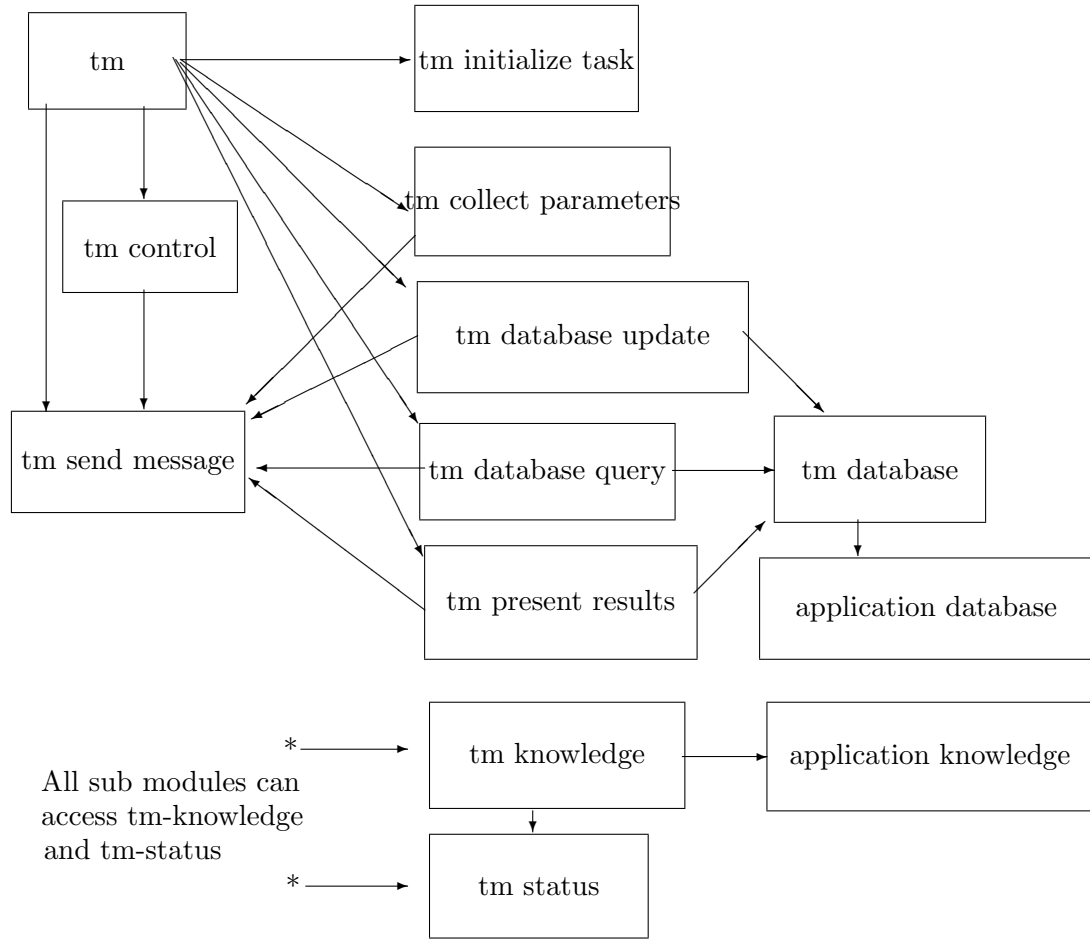 tm
tm initialize task
tm collect parameters
tm control
tm database update
tm send message
tm database query
tm database
tm present results
application database
*
tm knowledge
application knowledge
All sub modules can
access tm-knowledge
and tm-status
*
tm status